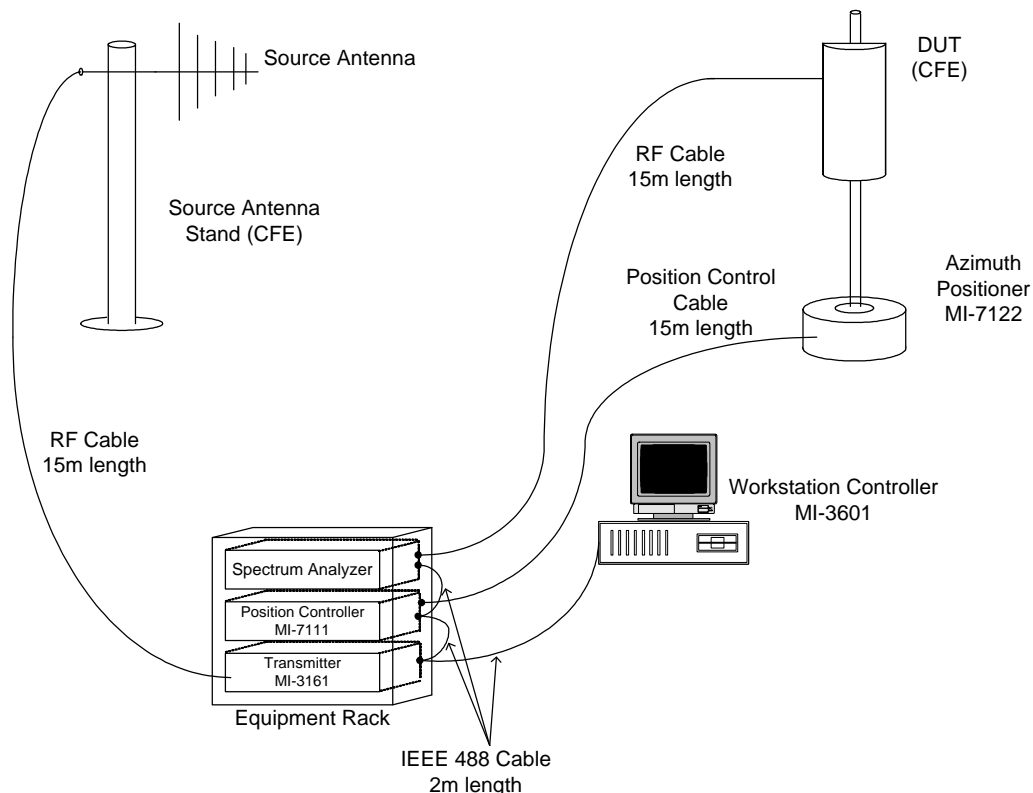 Source Antenna
DUT
(CFE)
RF Cable
15m length
Source Antenna
Stand (CFE)
Azimuth
Positioner
MI-7122
Position Control
Cable
15m length
RF Cable
15m length
Workstation Controller
MI-3601
Spectrum Analyzer
Position Controller
MI-7111
Transmitter
MI-3161
Equipment Rack
IEEE 488 Cable
2m length